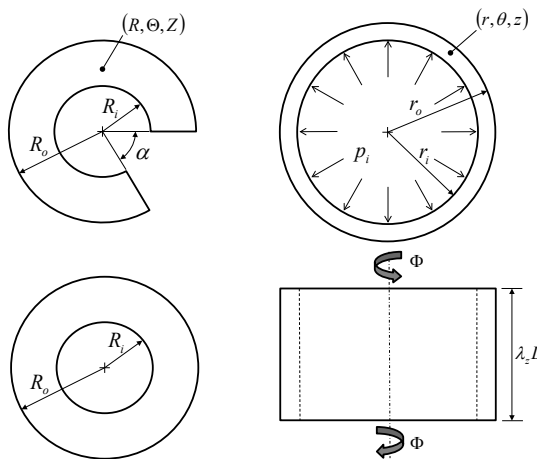 (R, Θ, Z)
R_i
R_o
α
(r, θ, z)
r_o
p_i
r_i
R_i
R_o
Φ
λ_z
Φ